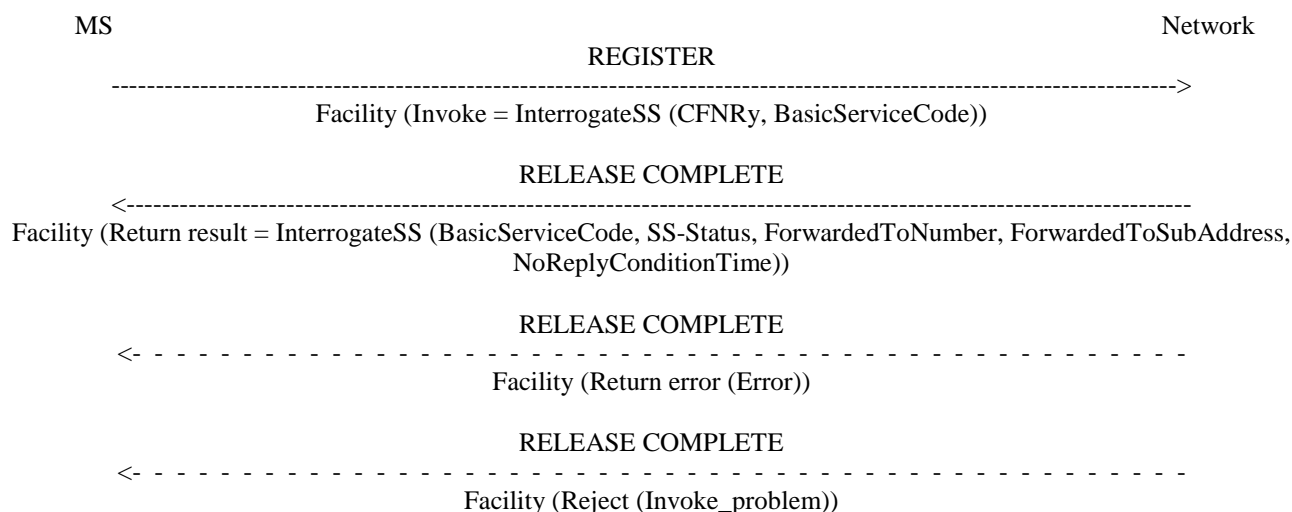 MS Network
REGISTER
------------------------------------------------------------------------------------------------------------------------>
Facility (Invoke = InterrogateSS (CFNRy, BasicServiceCode))
RELEASE COMPLETE
<------------------------------------------------------------------------------------------------------------------------
Facility (Return result = InterrogateSS (BasicServiceCode, SS-Status, ForwardedToNumber, ForwardedToSubAddress,
NoReplyConditionTime))
RELEASE COMPLETE
<- - - - - - - - - - - - - - - - - - - - - - - - - - - - - - - - - - - - - - - - - - - - - - - - -
Facility (Return error (Error))
RELEASE COMPLETE
<- - - - - - - - - - - - - - - - - - - - - - - - - - - - - - - - - - - - - - - - - - - - - - - - -
Facility (Reject (Invoke_problem))